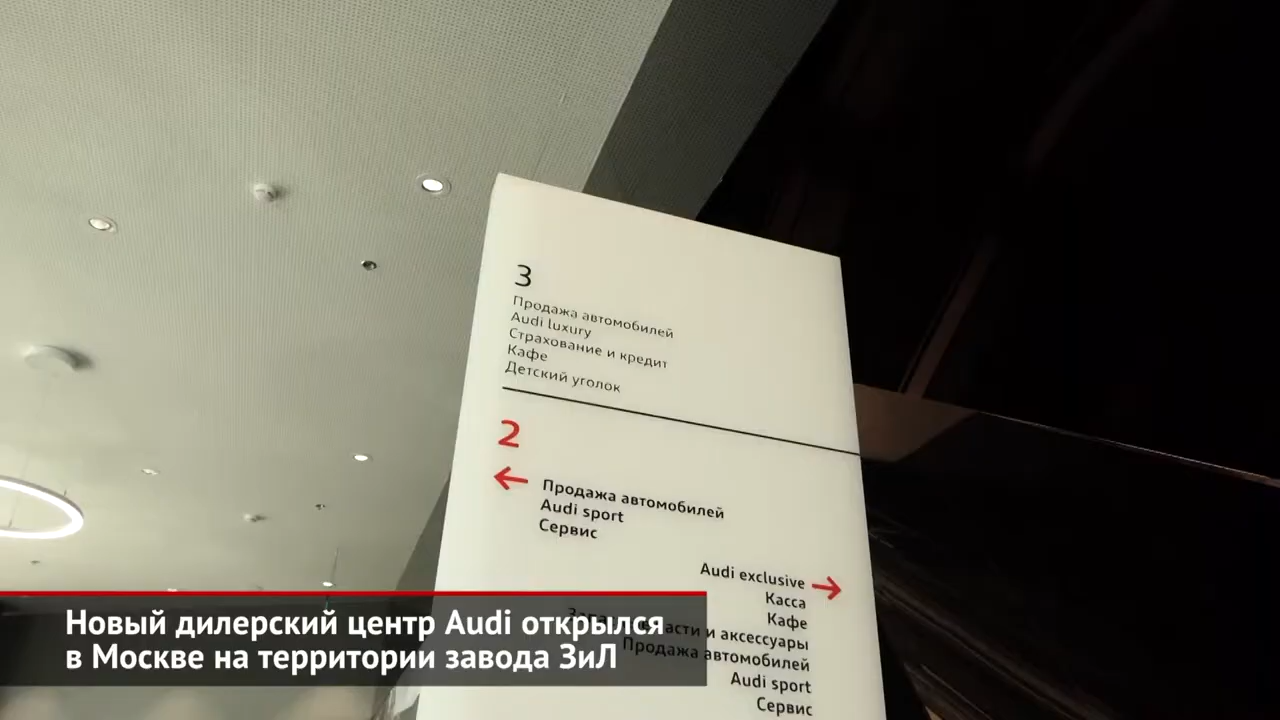 3
Продажа автомобилей
Audi luxury
Страхование и кредит
Кафе
Детский уголок
2
← Продажа автомобилей
Audi sport
Сервис
Audi exclusive →
Касса
Кафе
и аксессуары
Продажа автомобилей
Audi sport
Сервис
Новый дилерский центр Audi открылся
в Москве на территории завода ЗиЛ